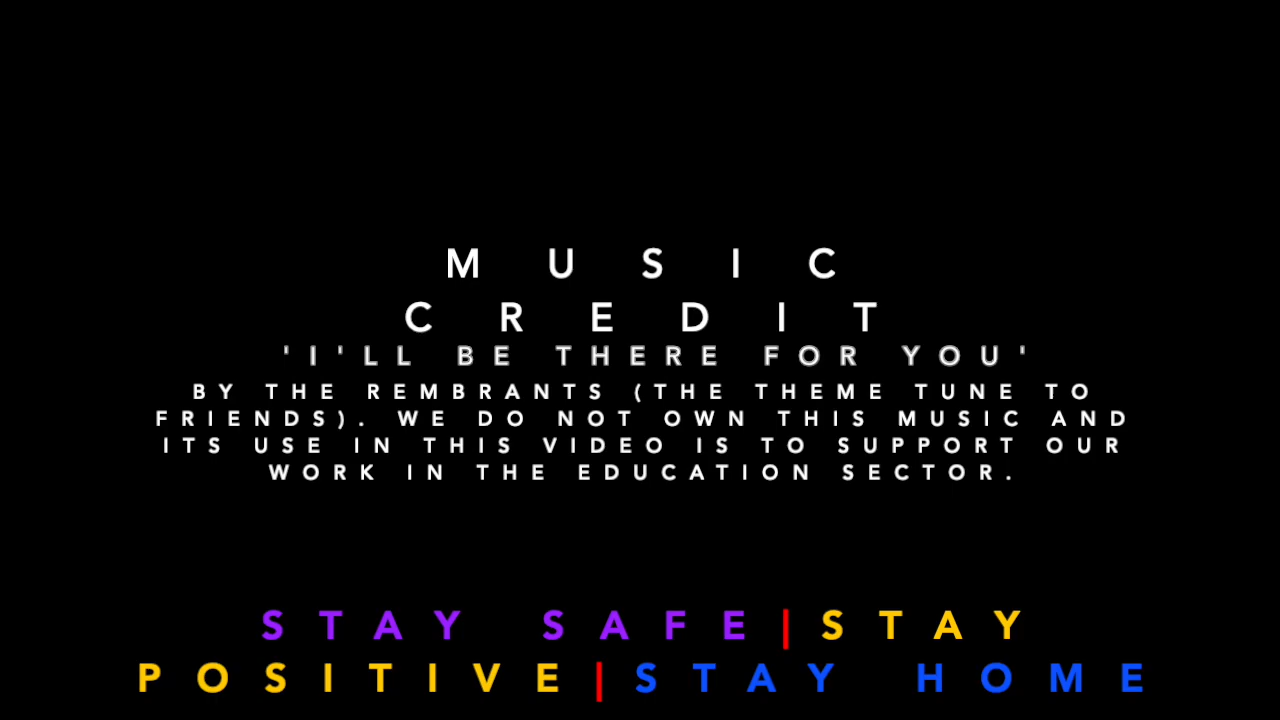 MUSIC
CREDIT
'I'LL BE THERE FOR YOU'
BY THE REMBRANTS (THE THEME TUNE TO
FRIENDS). WE DO NOT OWN THIS MUSIC AND
ITS USE IN THIS VIDEO IS TO SUPPORT OUR
WORK IN THE EDUCATION SECTOR.
STAY SAFE|STAY
POSITIVE|STAY HOME